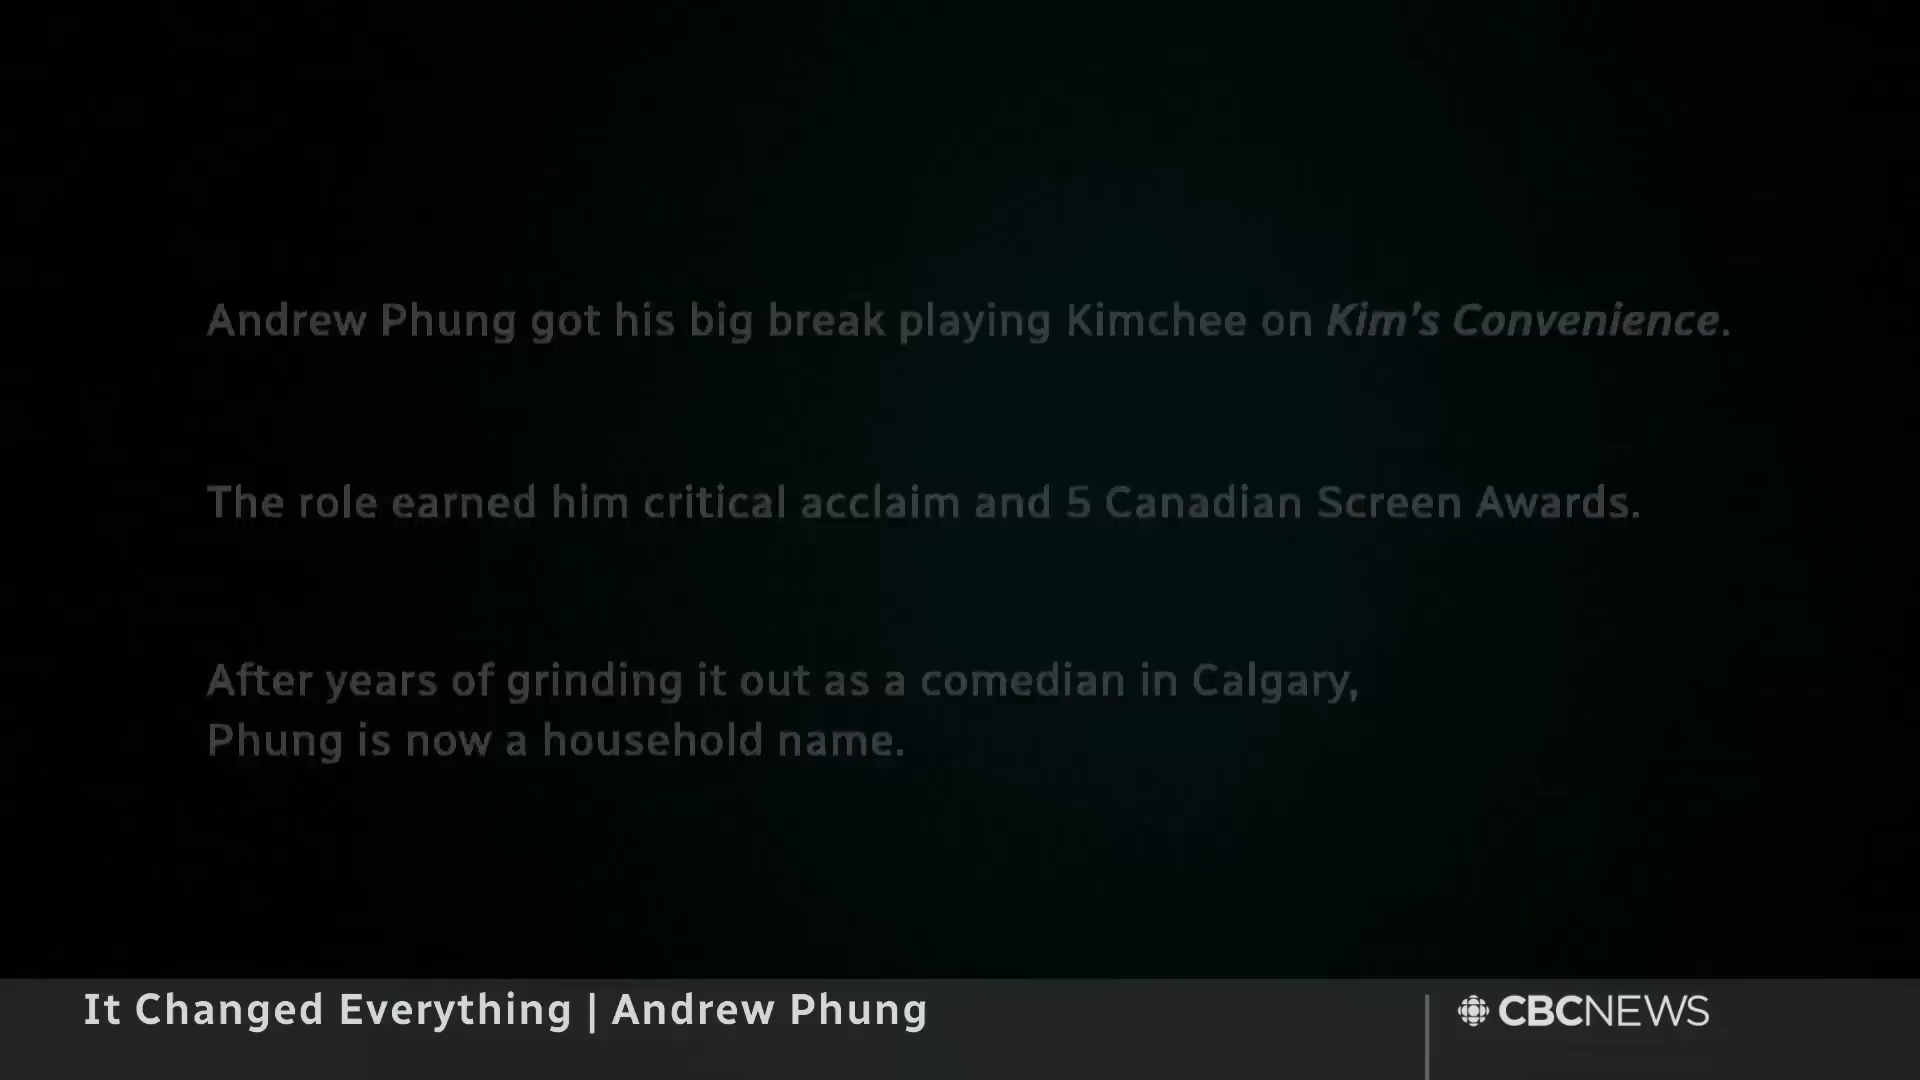 Andrew Phung got his big break playing Kimchee on Kim's Convenience.
The role earned him critical acclaim and 5 Canadian Screen Awards.
After years of grinding it out as a comedian in Calgary,
Phung is now a household name.
It Changed Everything | Andrew Phung
CBCNEWS